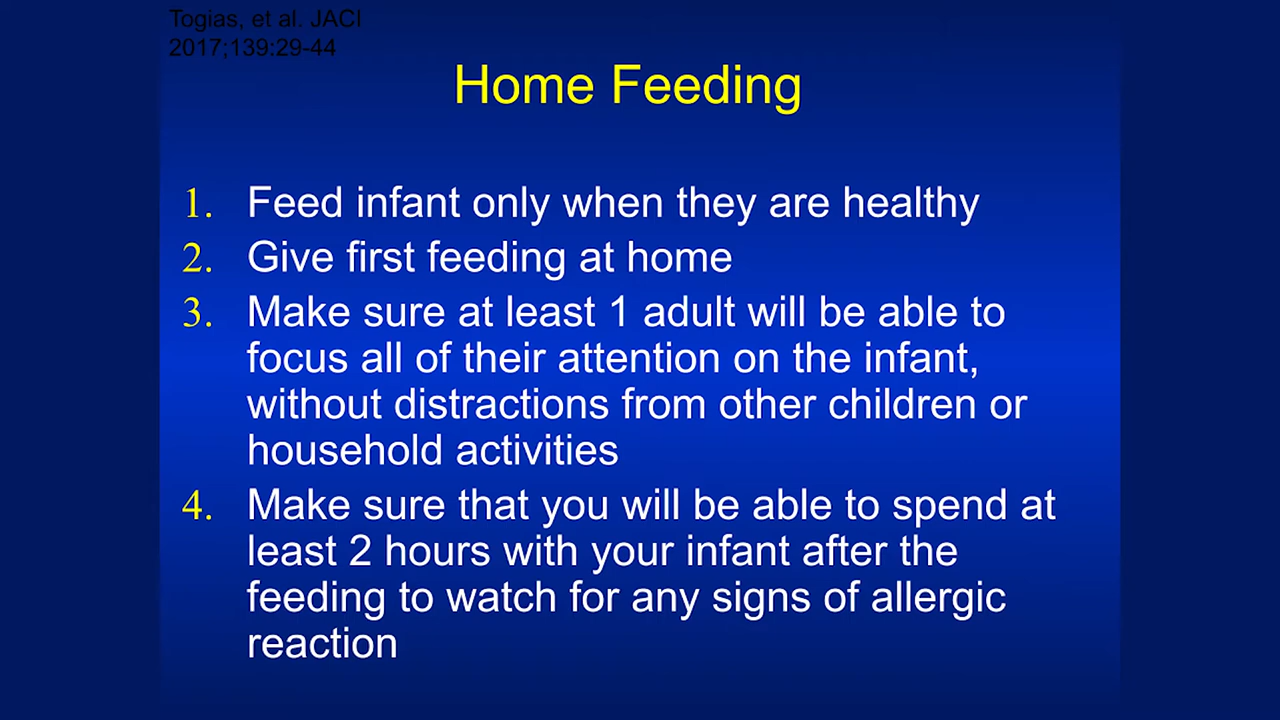 Togias, et al. JACI
2017;139:29-44
Home Feeding
1. Feed infant only when they are healthy
2. Give first feeding at home
3. Make sure at least 1 adult will be able to
focus all of their attention on the infant,
without distractions from other children or
household activities
4. Make sure that you will be able to spend at
least 2 hours with your infant after the
feeding to watch for any signs of allergic
reaction